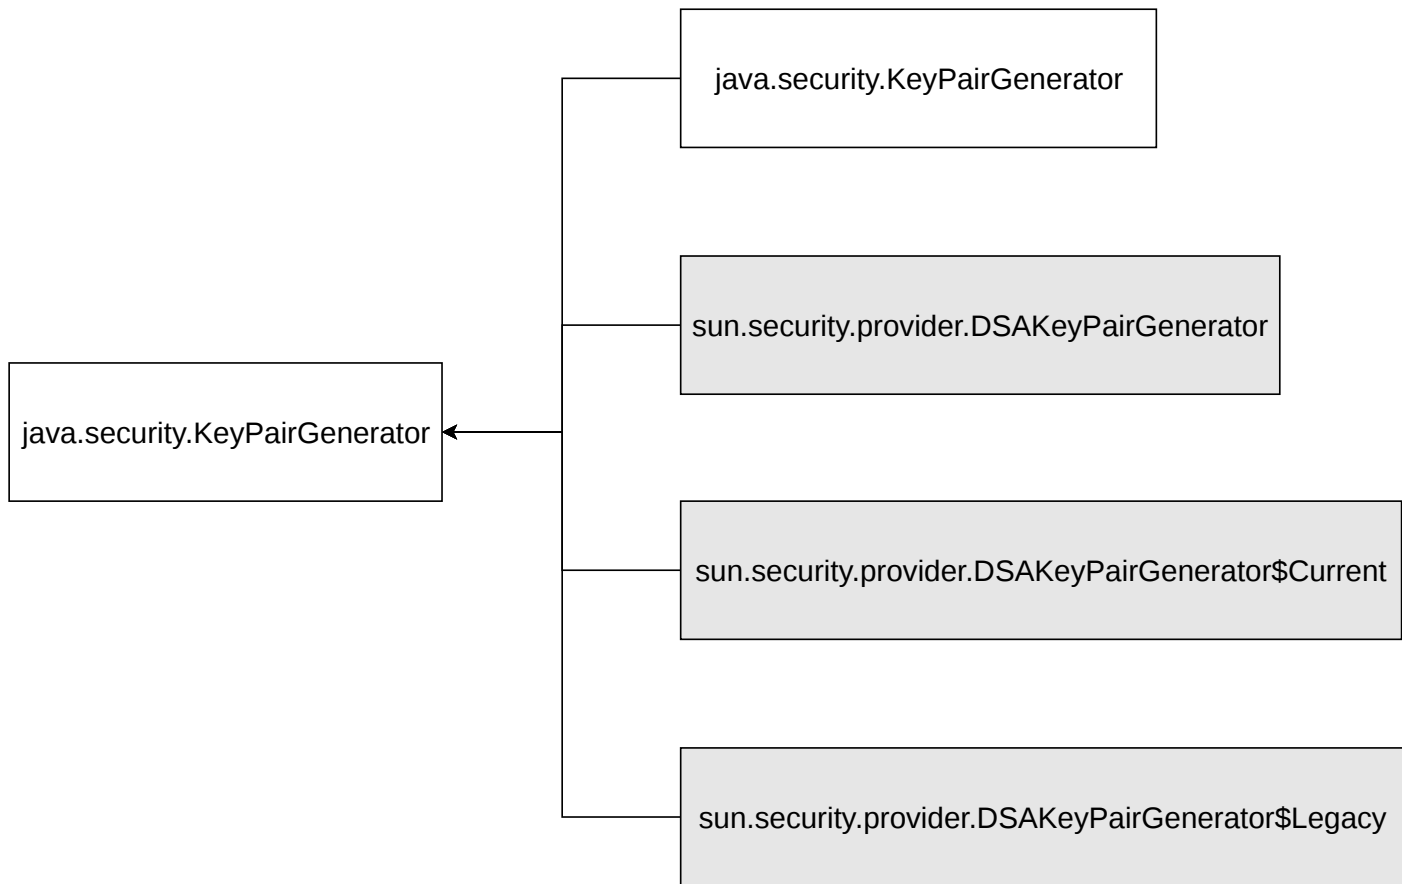 java.security.KeyPairGenerator
sun.security.provider.DSAKeyPairGenerator
java.security.KeyPairGenerator
sun.security.provider.DSAKeyPairGenerator$Current
sun.security.provider.DSAKeyPairGenerator$Legacy